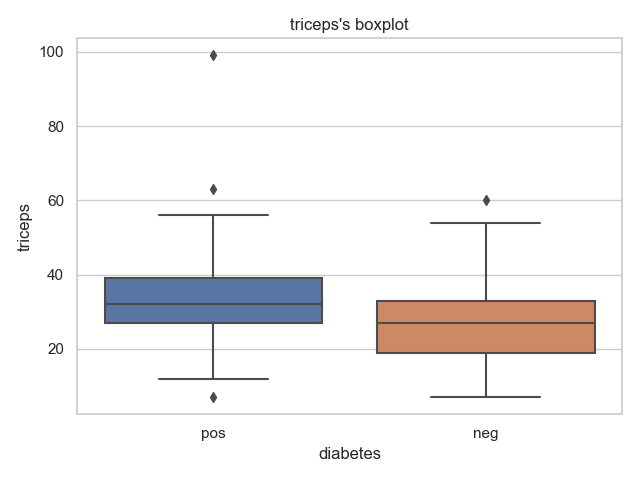 triceps's boxplot
100
80
60
40
20
triceps
pos
neg
diabetes